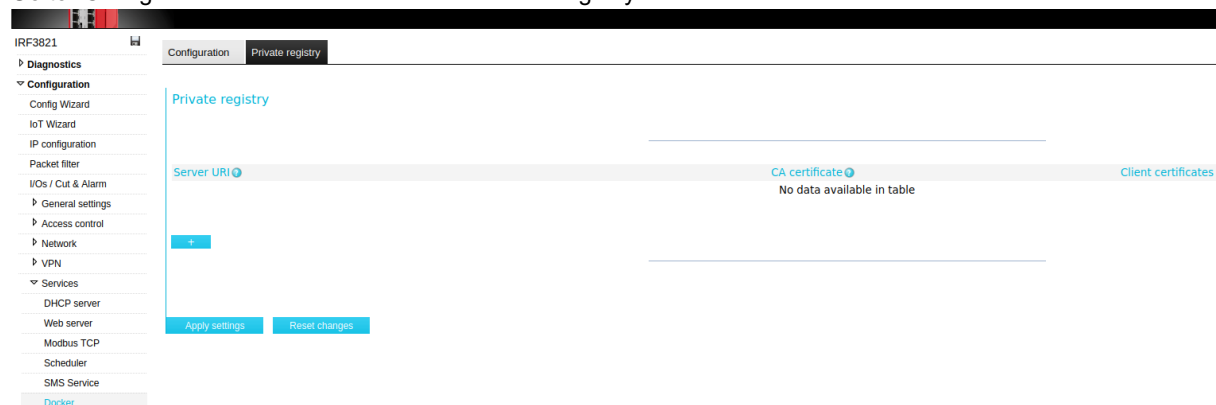 IRF3821
Configuration Private registry
Diagnostics
Configuration
Config Wizard
Private registry
IoT Wizard
IP configuration
Packet filter
Server URI CA certificate Client certificates
I/Os / Cut & Alarm
No data available in table
General settings
Access control
Network
+
VPN
Services
DHCP server
Web server
Apply settings Reset changes
Modbus TCP
Scheduler
SMS Service
Docker